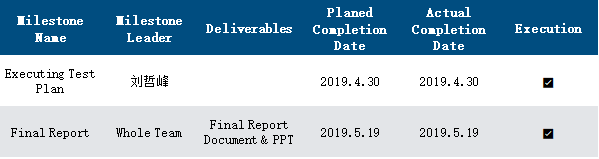 Milestone Name Milestone Leader Deliverables Planed Completion Date Actual Completion Date Execution
Executing Test Plan 刘哲峰 2019.4.30 2019.4.30
Final Report Whole Team Final Report Document & PPT 2019.5.19 2019.5.19